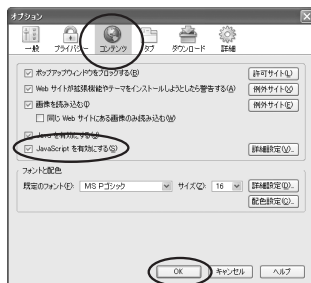 オプション
一般 プライバシー コンテンツ タブ ダウンロード 詳細
ポップアップウィンドウをブロックする(P) 許可サイト(L)
Web サイトが拡張機能やテーマをインストールしようとしたら警告する(A) 例外サイト(X)
画像を読み込む(I) 例外サイト(E)
同じ Web サイトにある画像のみ読み込む(W)
Java を有効にする
JavaScript を有効にする(S) 詳細設定(V)...
フォントと配色
既定のフォント(F): MS Pゴシック サイズ(Z): 16 詳細設定(D)...
配色設定(C)...
OK キャンセル ヘルプ